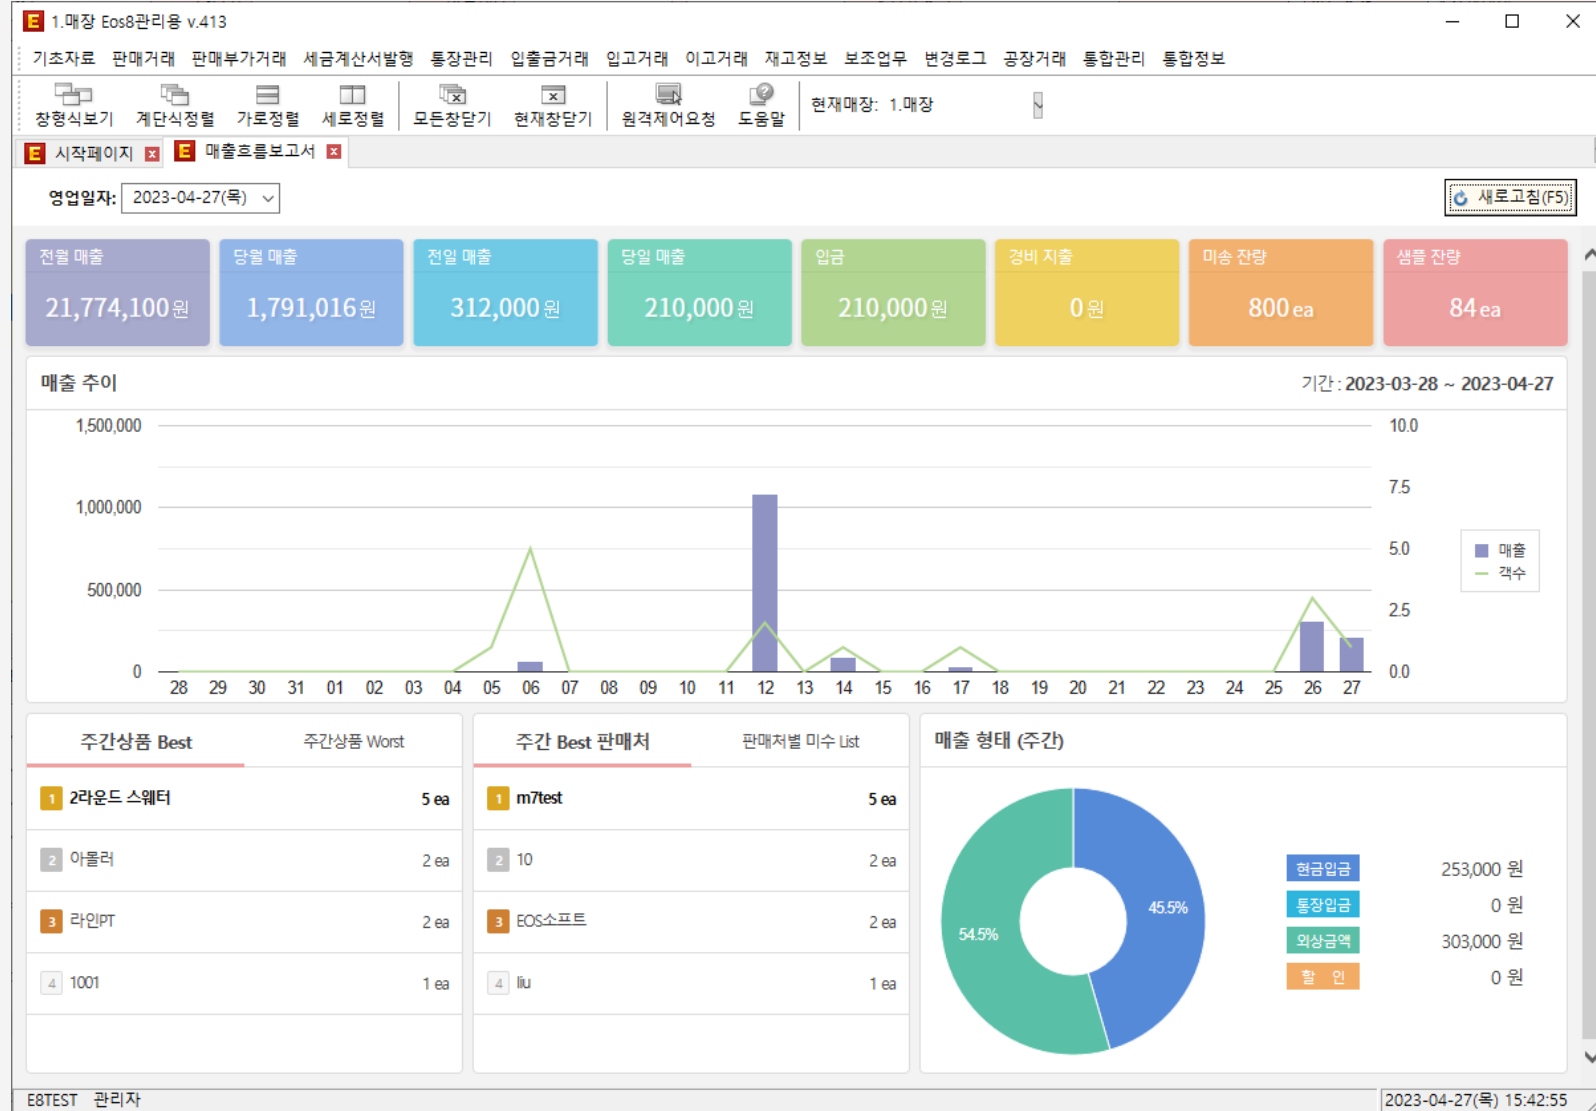 1.매장 Eos8관리용 v.413
기초자료 판매거래 판매부가거래 세금계산서발행 통장관리 입출금거래 입고거래 이고거래 재고정보 보조업무 변경로그 공장거래 통합관리 통합정보
창형식보기 계단식정렬 가로정렬 세로정렬 모든창닫기 현재창닫기 원격제어요청 도움말 현재매장: 1.매장
시작페이지 매출흐름보고서
영업일자: 2023-04-27(목) 새로고침(F5)
전월 매출 당월 매출 전일 매출 당일 매출 입금 경비 지출 미송 잔량 샘플 잔량
21,774,100원 1,791,016원 312,000원 210,000원 210,000원 0원 800ea 84ea
매출 추이 기간 : 2023-03-28 ~ 2023-04-27
1,500,000 10.0
7.5
1,000,000
5.0 매출
객수
500,000
2.5
0 0.0
28 29 30 31 01 02 03 04 05 06 07 08 09 10 11 12 13 14 15 16 17 18 19 20 21 22 23 24 25 26 27
주간상품 Best 주간상품 Worst 주간 Best 판매처 판매처별 미수 List 매출 형태 (주간)
1 2라운드 스웨터 5 ea 1 m7test 5 ea
2 아몰러 2 ea 2 10 2 ea
3 라인PT 2 ea 3 EOS소프트 2 ea
4 1001 1 ea 4 liu 1 ea
45.5%
54.5%
현금입금 253,000 원
통장입금 0 원
외상금액 303,000 원
할 인 0 원
E8TEST 관리자 2023-04-27(목) 15:42:55